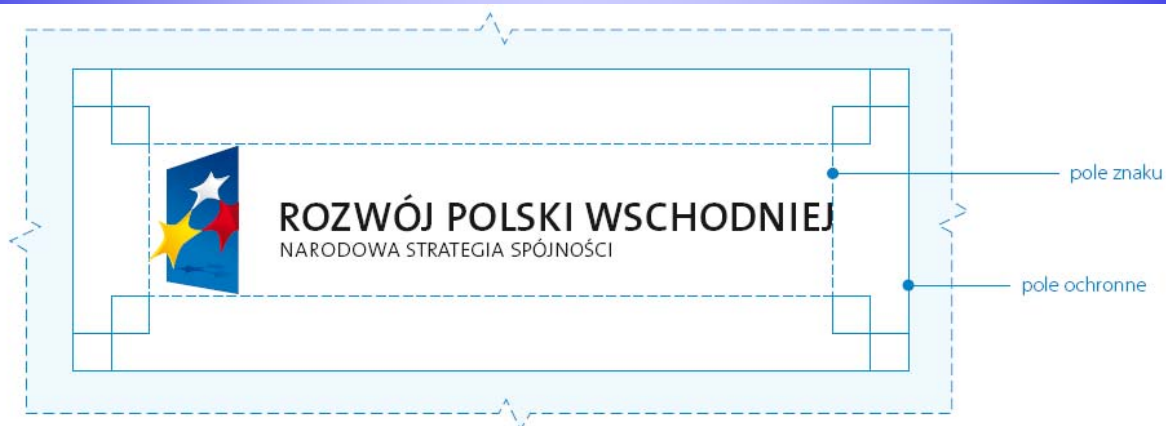 pole znaku
ROZWÓJ POLSKI WSCHODNIEJ
NARODOWA STRATEGIA SPÓJNOŚCI
pole ochronne